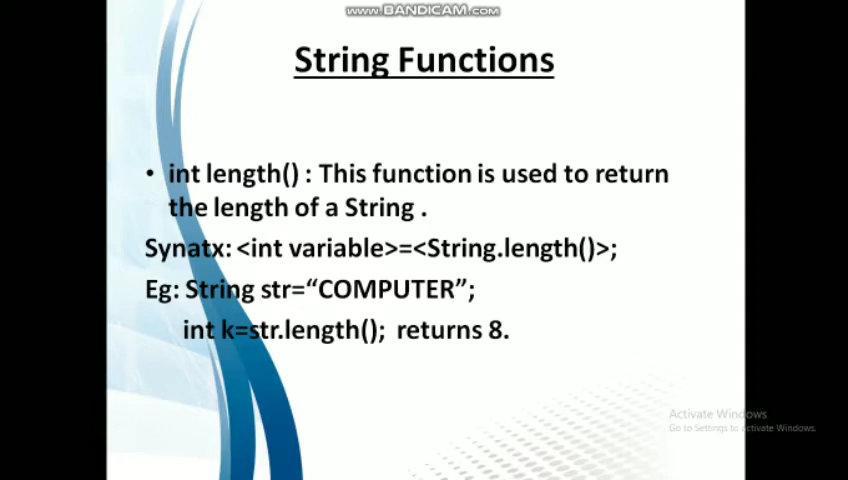 WWW.BANDICAM.COM
String Functions
• int length() : This function is used to return
the length of a String .
Synatx: <int variable>=<String.length()>;
Eg: String str=“COMPUTER”;
int k=str.length();  returns 8.
Activate Windows
Go to Settings to Activate Windows.